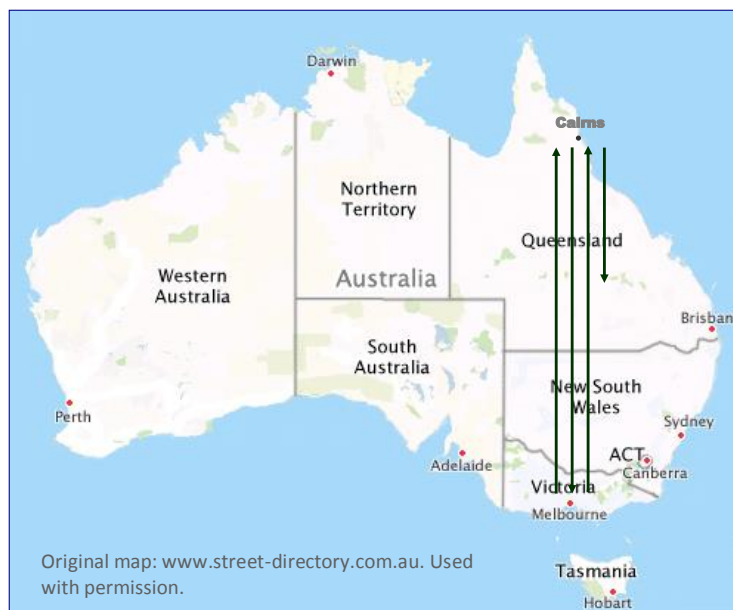 Darwin
Cairns
Northern
Territory
Queensland
Western
Australia
Australia
Brisban
South
Australia
New South
Wales
Perth
Sydney
ACT
Adelaide
Canberra
Victoria
Melbourne
Original map: www.street-directory.com.au. Used
with permission.
Tasmania
Hobart